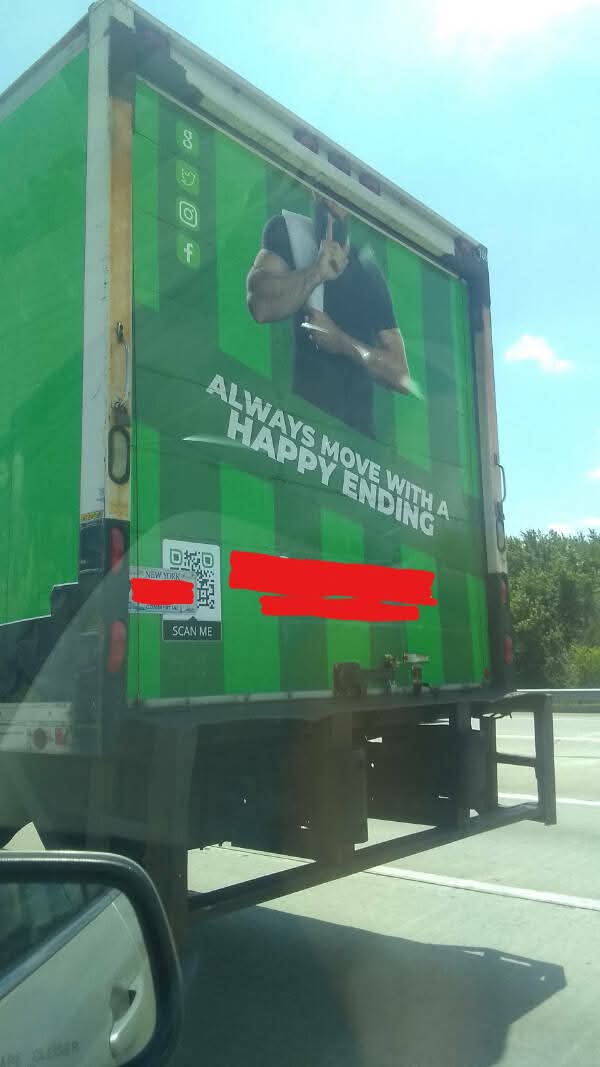 ALWAYS MOVE WITH A
HAPPY ENDING
NEW YORK
SCAN ME